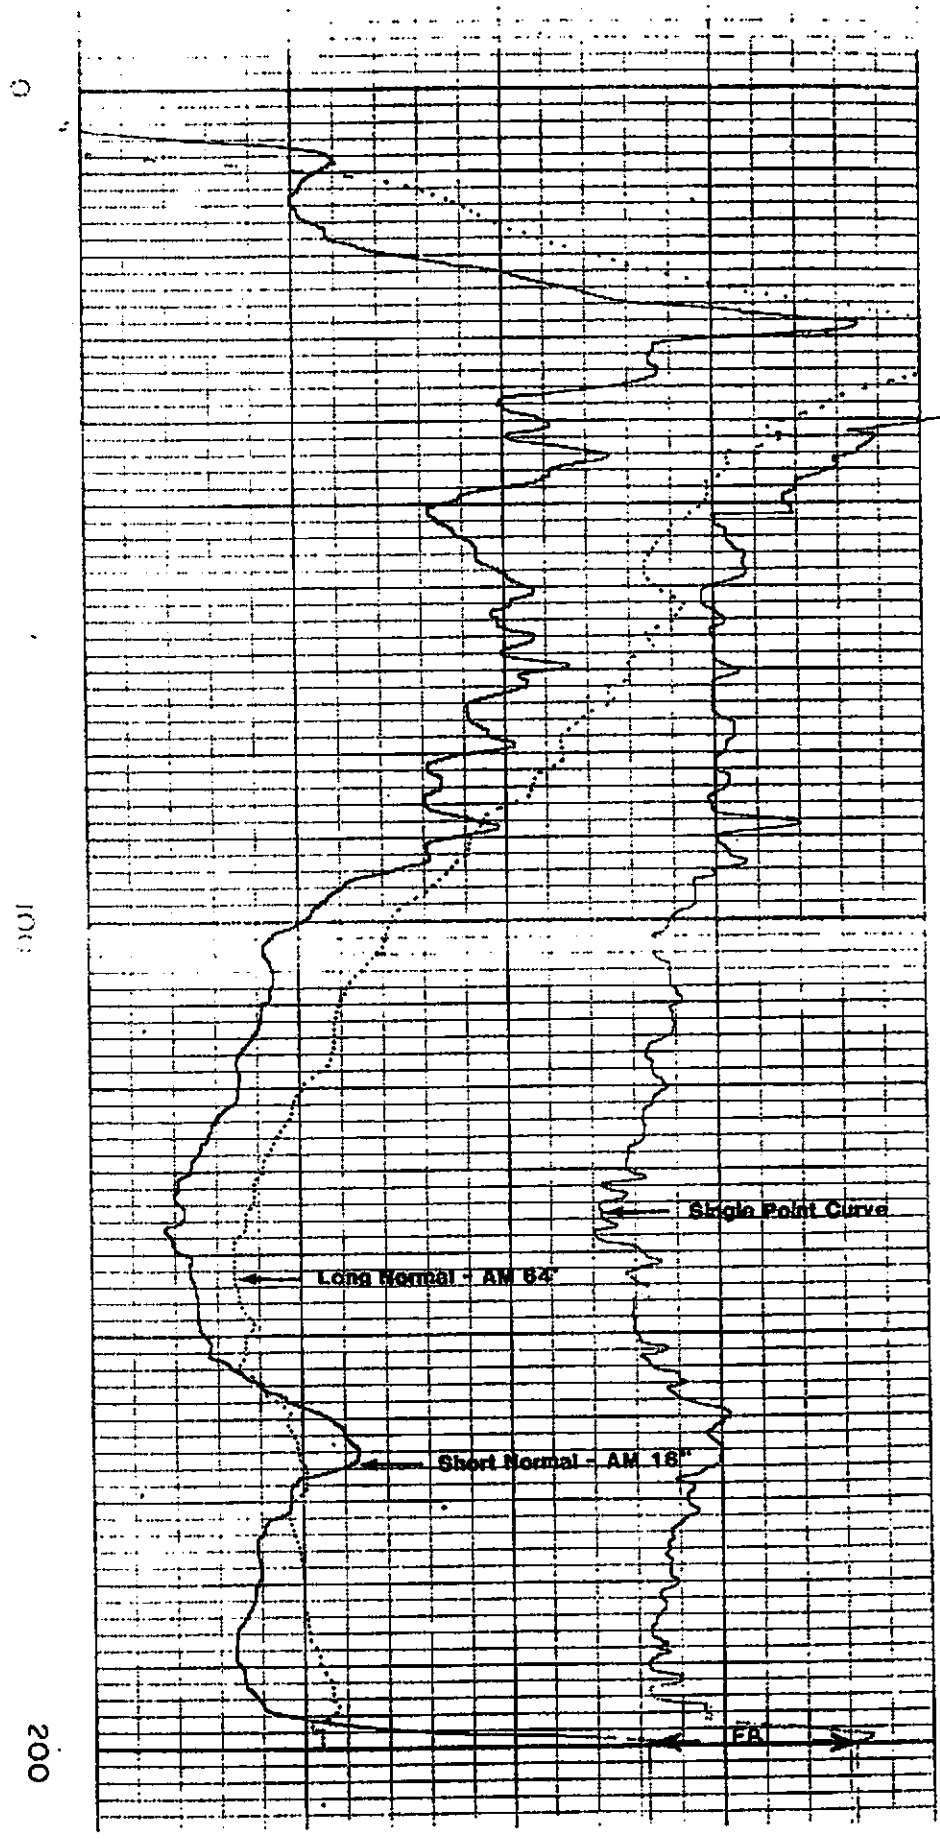 0
100
Single Point Curve
Long Normal - AM 64"
Short Normal - AM 16"
FR
200